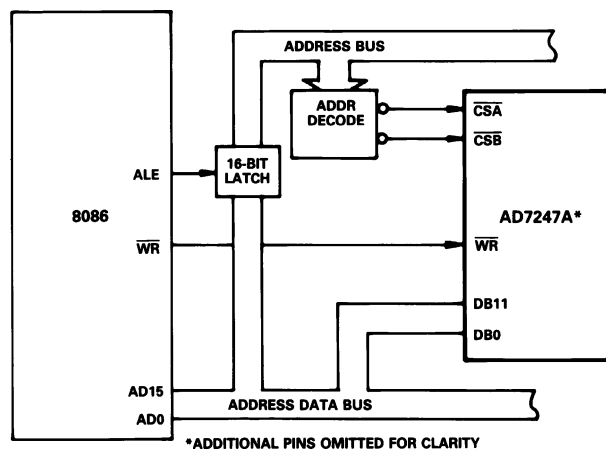 ADDRESS BUS
ADDR
DECODE
CSA
CSB
16-BIT
LATCH
ALE
8086
AD7247A*
WR
WR
DB11
DB0
AD15
ADDRESS DATA BUS
AD0
*ADDITIONAL PINS OMITTED FOR CLARITY